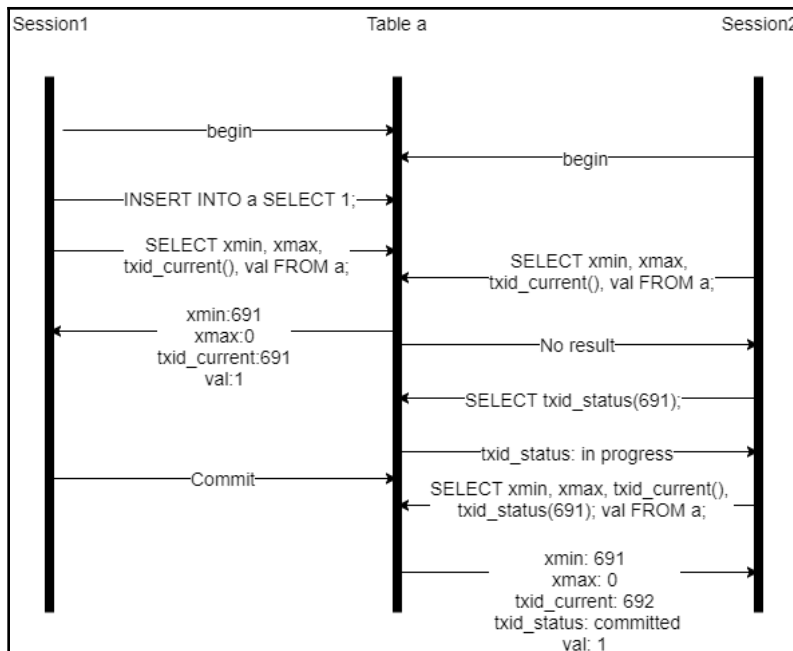 Session1
Table a
Session2
begin
begin
INSERT INTO a SELECT 1;
SELECT xmin, xmax,
txid_current(), val FROM a;
SELECT xmin, xmax,
txid_current(), val FROM a;
xmin:691
xmax:0
txid_current:691
val:1
No result
SELECT txid_status(691);
txid_status: in progress
Commit
SELECT xmin, xmax, txid_current(),
txid_status(691); val FROM a;
xmin: 691
xmax: 0
txid_current: 692
txid_status: committed
val: 1